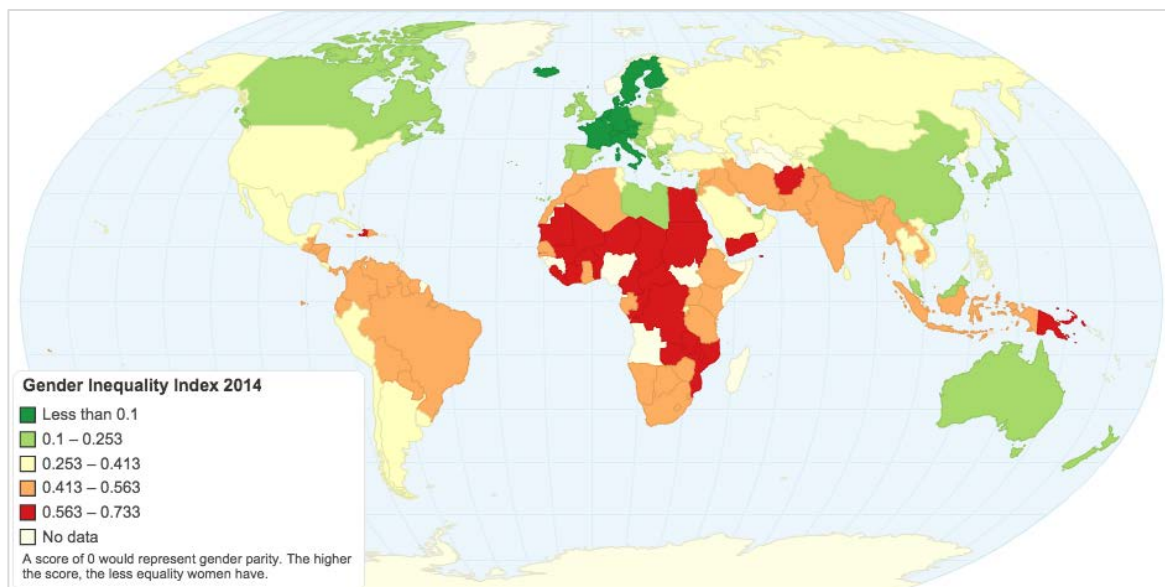 Gender Inequality Index 2014
Less than 0.1
0.1 – 0.253
0.253 – 0.413
0.413 – 0.563
0.563 – 0.733
No data
A score of 0 would represent gender parity. The higher
the score, the less equality women have.